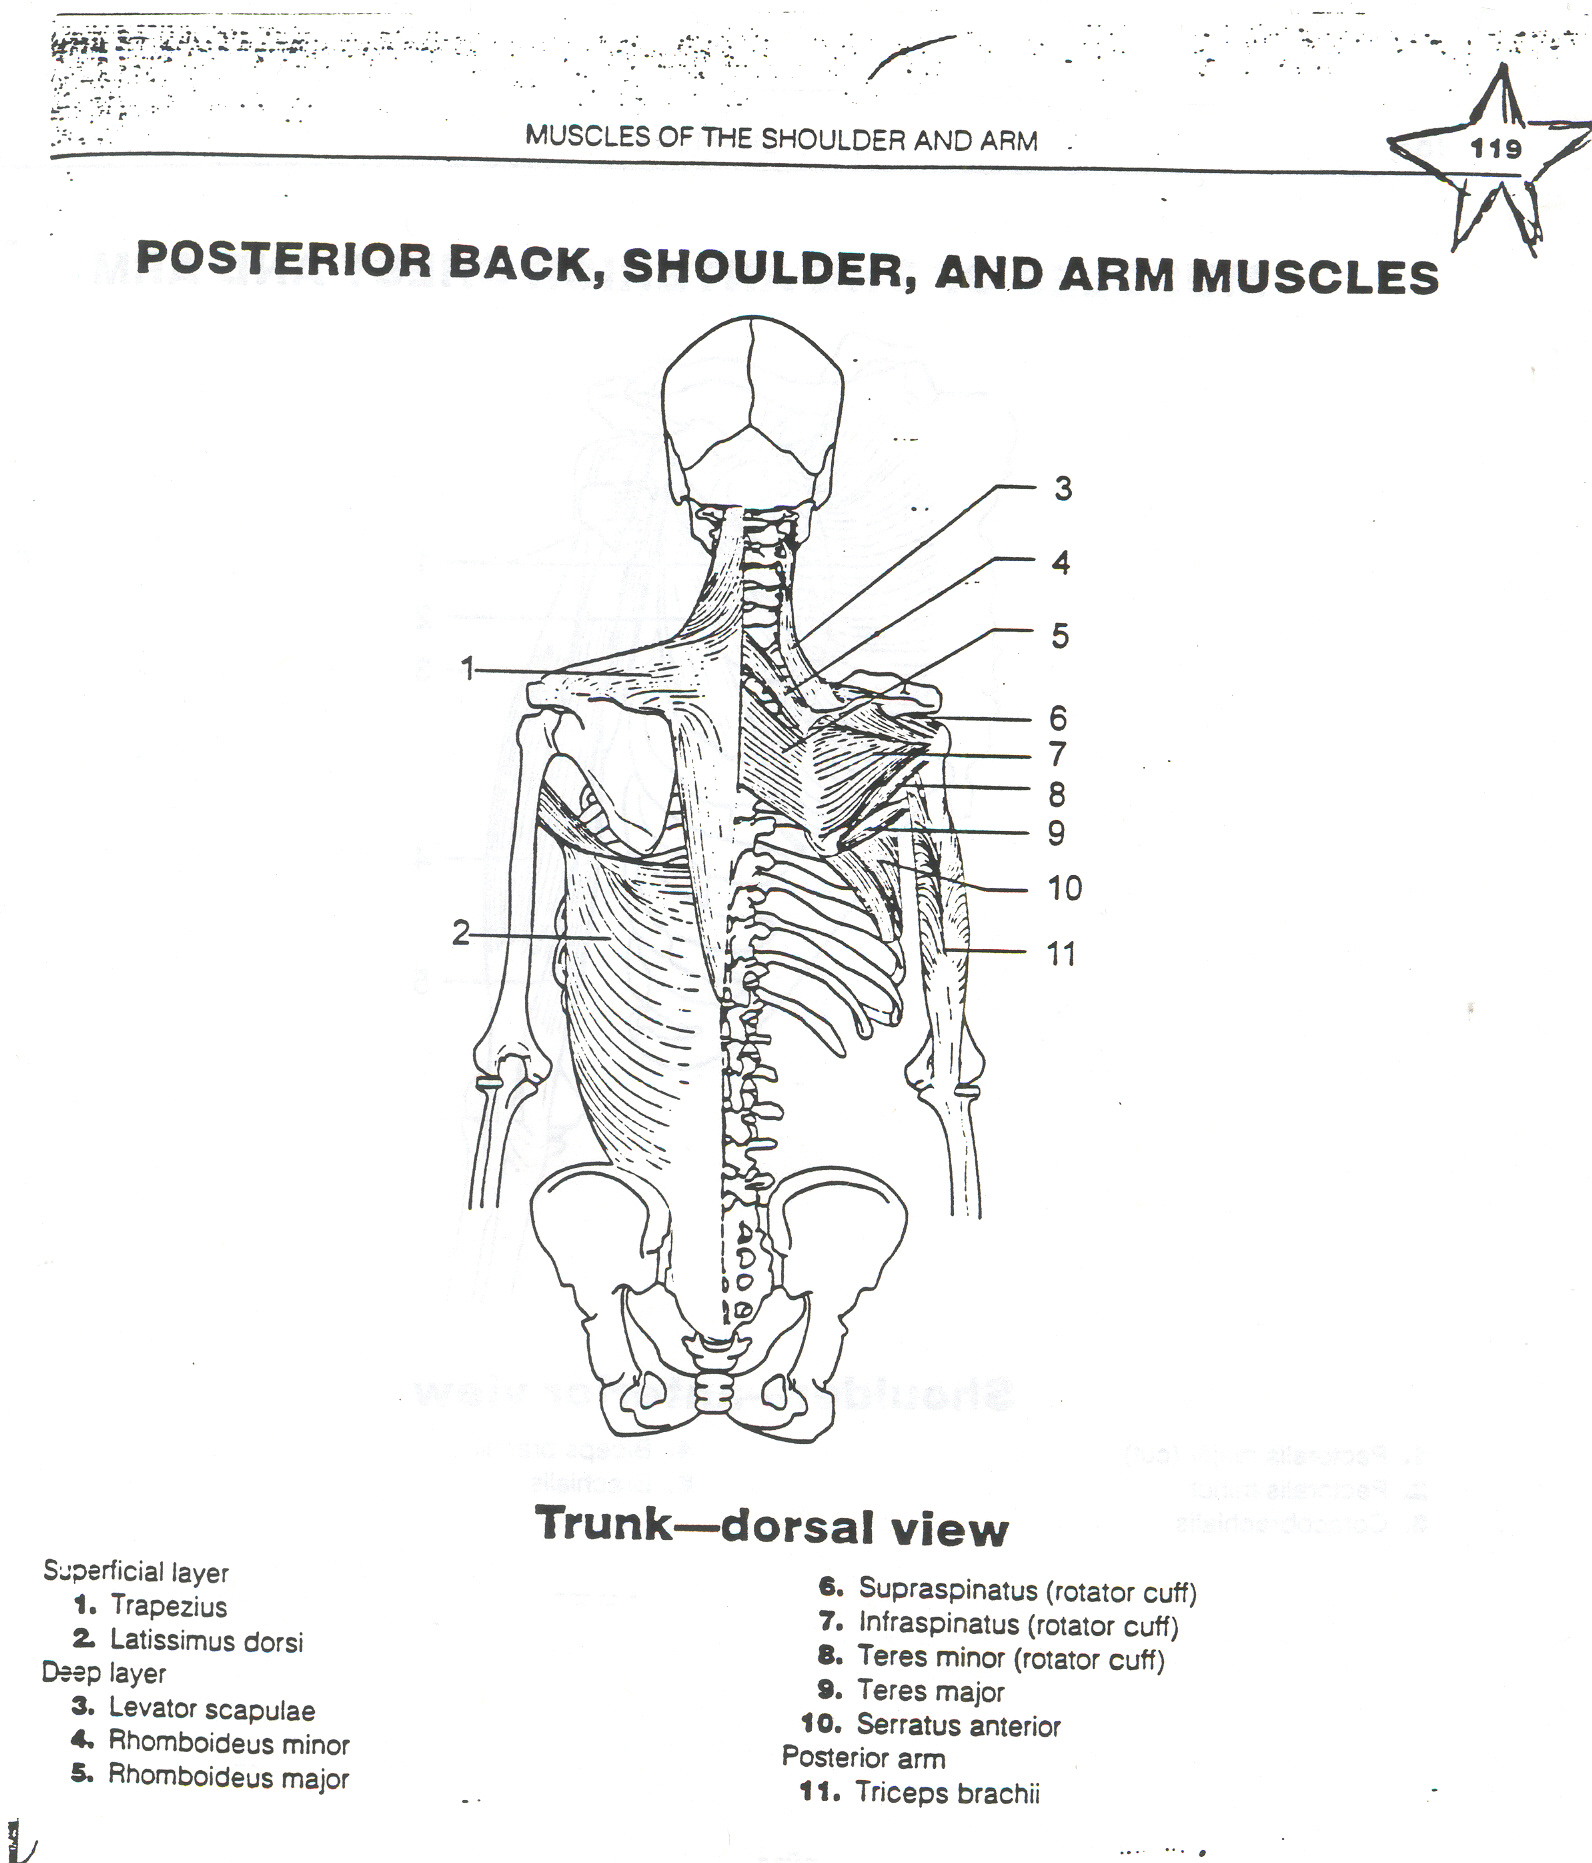 MUSCLES OF THE SHOULDER AND ARM
119
POSTERIOR BACK, SHOULDER, AND ARM MUSCLES
3
4
5
1
6
7
8
9
10
2
11
Trunk—dorsal view
Superficial layer
1. Trapezius
2. Latissimus dorsi
Deep layer
3. Levator scapulae
4. Rhomboideus minor
5. Rhomboideus major
6. Supraspinatus (rotator cuff)
7. Infraspinatus (rotator cuff)
8. Teres minor (rotator cuff)
9. Teres major
10. Serratus anterior
Posterior arm
11. Triceps brachii